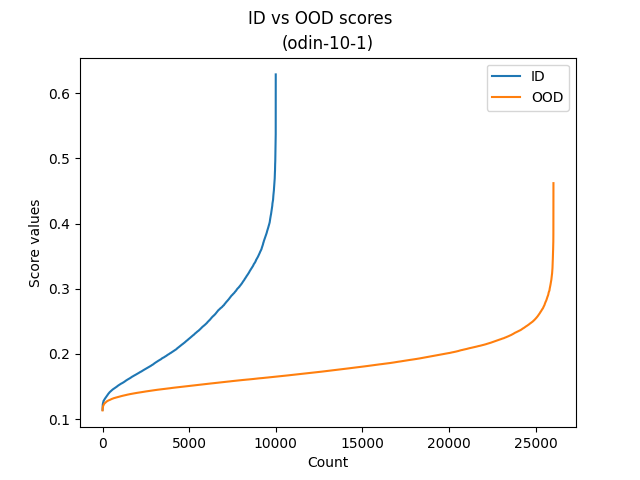 ID vs OOD scores
(odin-10-1)
ID
OOD
0.6
0.5
0.4
0.3
0.2
0.1
Score values
0 5000 10000 15000 20000 25000
Count